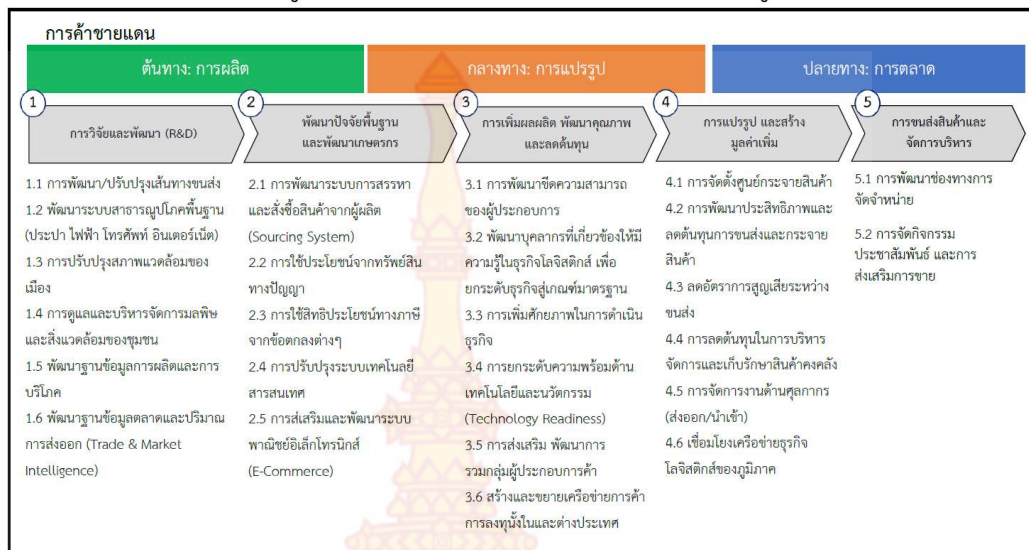 การค้าชายแดน
ต้นทาง: การผลิต
กลางทาง: การแปรรูป
ปลายทาง: การตลาด
1
การวิจัยและพัฒนา (R&D)
2
พัฒนาปัจจัยพื้นฐาน
และพัฒนาเกษตรกร
3
การเพิ่มผลผลิต พัฒนาคุณภาพ
และลดต้นทุน
4
การแปรรูป และสร้าง
มูลค่าเพิ่ม
5
การขนส่งสินค้าและ
จัดการบริหาร
1.1 การพัฒนา/ปรับปรุงเส้นทางขนส่ง
1.2 พัฒนาระบบสาธารณูปโภคพื้นฐาน
(ประปา ไฟฟ้า โทรศัพท์ อินเตอร์เน็ต)
1.3 การปรับปรุงสภาพแวดล้อมของ
เมือง
1.4 การดูแลและบริหารจัดการมลพิษ
และสิ่งแวดล้อมของชุมชน
1.5 พัฒนาฐานข้อมูลการผลิตและการ
บริโภค
1.6 พัฒนาฐานข้อมูลตลาดและปริมาณ
การส่งออก (Trade & Market
Intelligence)
2.1 การพัฒนาระบบการสรรหา
และสั่งซื้อสินค้าจากผู้ผลิต
(Sourcing System)
2.2 การใช้ประโยชน์จากทรัพย์สิน
ทางปัญญา
2.3 การใช้สิทธิประโยชน์ทางภาษี
จากข้อตกลงต่างๆ
2.4 การปรับปรุงระบบเทคโนลยี
สารสนเทศ
2.5 การส่เสริมและพัฒนาระบบ
พาณิชย์อิเล็กโทรนิกส์
(E-Commerce)
3.1 การพัฒนาขีดความสามารถ
ของผู้ประกอบการ
3.2 พัฒนาบุคลากรที่เกี่ยวข้องให้มี
ความรู้ในธุรกิจโลจิสติกส์ เพื่อ
ยกระดับธุรกิจสู่เกณฑ์มาตรฐาน
3.3 การเพิ่มศักยภาพในการดำเนิน
ธุรกิจ
3.4 การยกระดับความพร้อมด้าน
เทคโนโลยีและนวัตกรรม
(Technology Readiness)
3.5 การส่งเสริม พัฒนาการ
รวมกลุ่มผู้ประกอบการค้า
3.6 สร้างและขยายเครือข่ายการค้า
การลงทุนั้งในและต่างประเทศ
4.1 การจัดตั้งศูนย์กระจายสินค้า
4.2 การพัฒนาประสิทธิภาพและ
ลดต้นทุนการขนส่งและกระจาย
สินค้า
4.3 ลดอัตราการสูญเสียระหว่าง
ขนส่ง
4.4 การลดต้นทุนในการบริหาร
จัดการและเก็บรักษาสินค้าคงคลัง
4.5 การจัดการงานด้านศุลกากร
(ส่งออก/นำเข้า)
4.6 เชื่อมโยงเครือข่ายธุรกิจ
โลจิสติกส์ของภูมิภาค
5.1 การพัฒนาช่องทางการ
จัดจำหน่าย
5.2 การจัดกิจกรรม
ประชาสัมพันธ์ และการ
ส่งเสริมการขาย